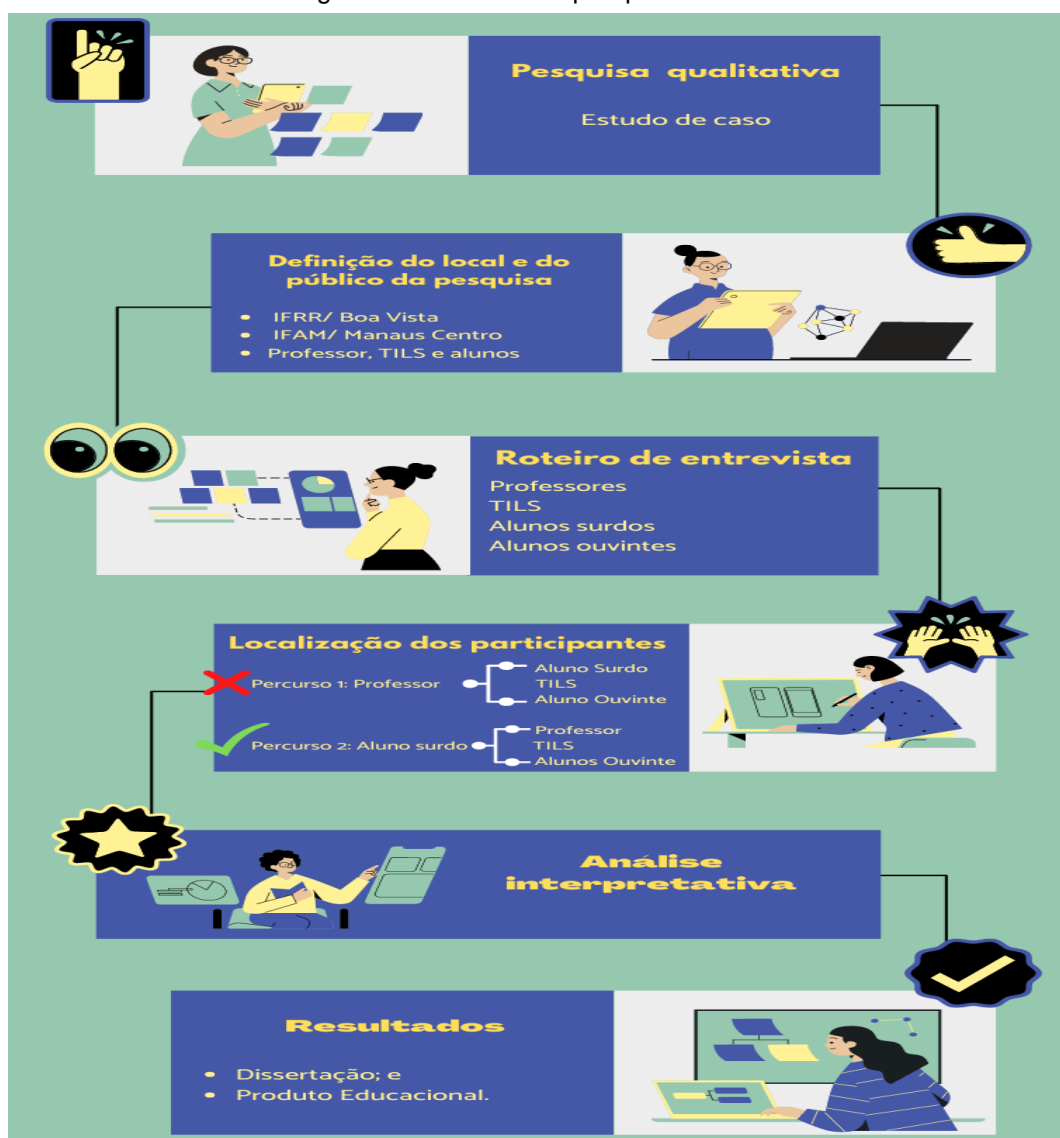 Pesquisa qualitativa
Estudo de caso
Definição do local e do
público da pesquisa
• IFRR/ Boa Vista
• IFAM/ Manaus Centro
• Professor, TILS e alunos
Roteiro de entrevista
Professores
TILS
Alunos surdos
Alunos ouvintes
Localização dos participantes
Percurso 1: Professor
Aluno Surdo
TILS
Aluno Ouvinte
Percurso 2: Aluno surdo
Professor
TILS
Alunos Ouvinte
Análise
interpretativa
Resultados
• Dissertação; e
• Produto Educacional.